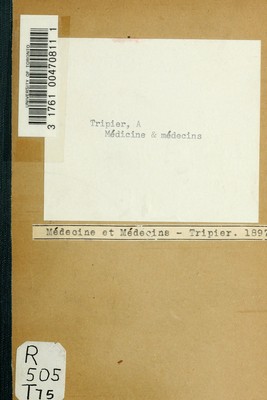 UNIVERSITY OF TORONTO
3 1761 00470811 1
Tripier, A
Médicine & médecins
Médecine et Médecins - Tripier. 1897
R
505
T75